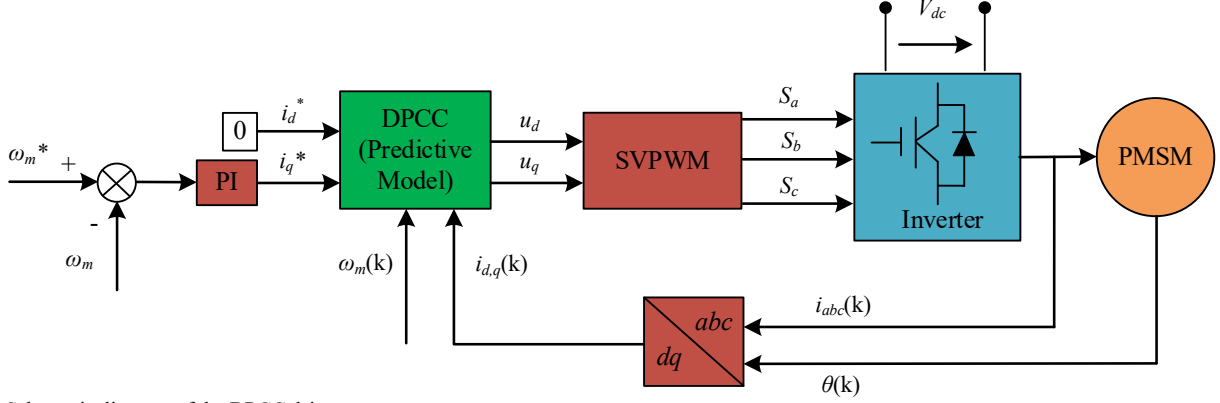 V_dc
ω_m* +
-
ω_m
0
i_d*
PI
i_q*
DPCC
(Predictive
Model)
u_d
u_q
SVPWM
S_a
S_b
S_c
Inverter
PMSM
ω_m(k)
i_d,q(k)
i_abc(k)
abc
dq
θ(k)